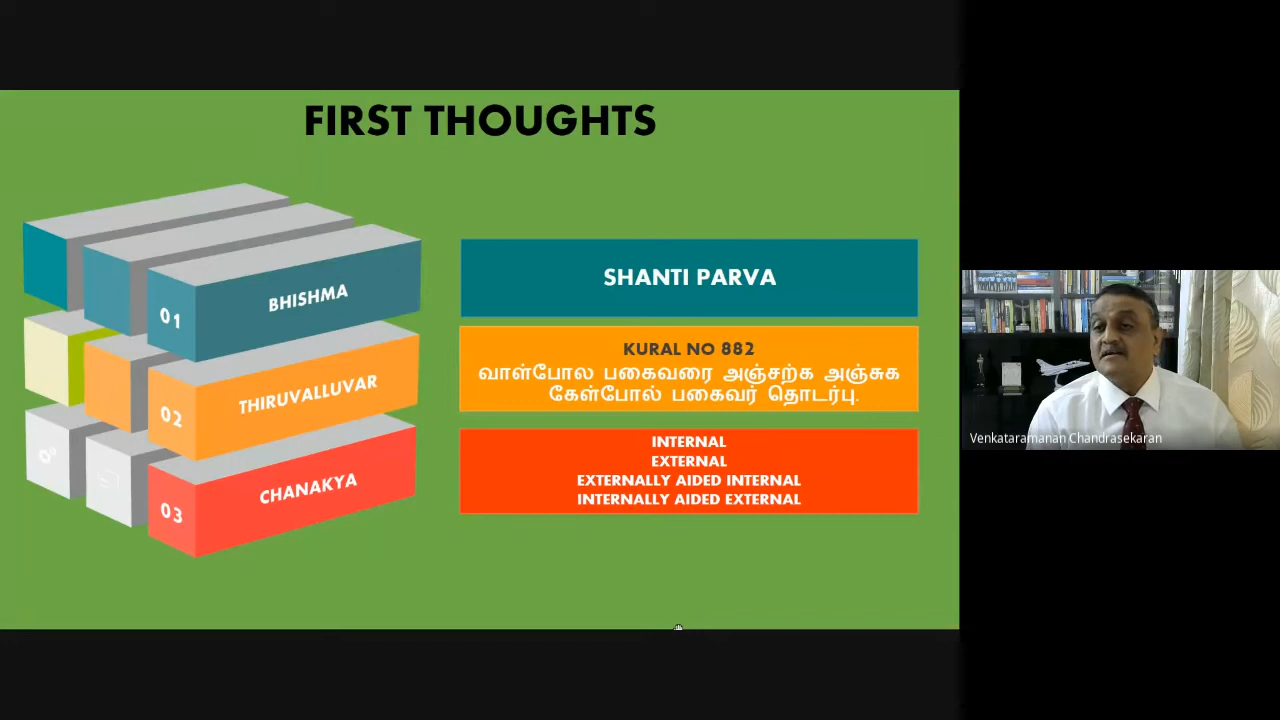 FIRST THOUGHTS
01 BHISHMA
SHANTI PARVA
02 THIRUVALLUVAR
KURAL NO 882
வாள்போல பகைவரை அஞ்சற்க அஞ்சுக
கேள்போல் பகைவர் தொடர்பு.
03 CHANAKYA
INTERNAL
EXTERNAL
EXTERNALLY AIDED INTERNAL
INTERNALLY AIDED EXTERNAL
Venkataramanan Chandrasekaran